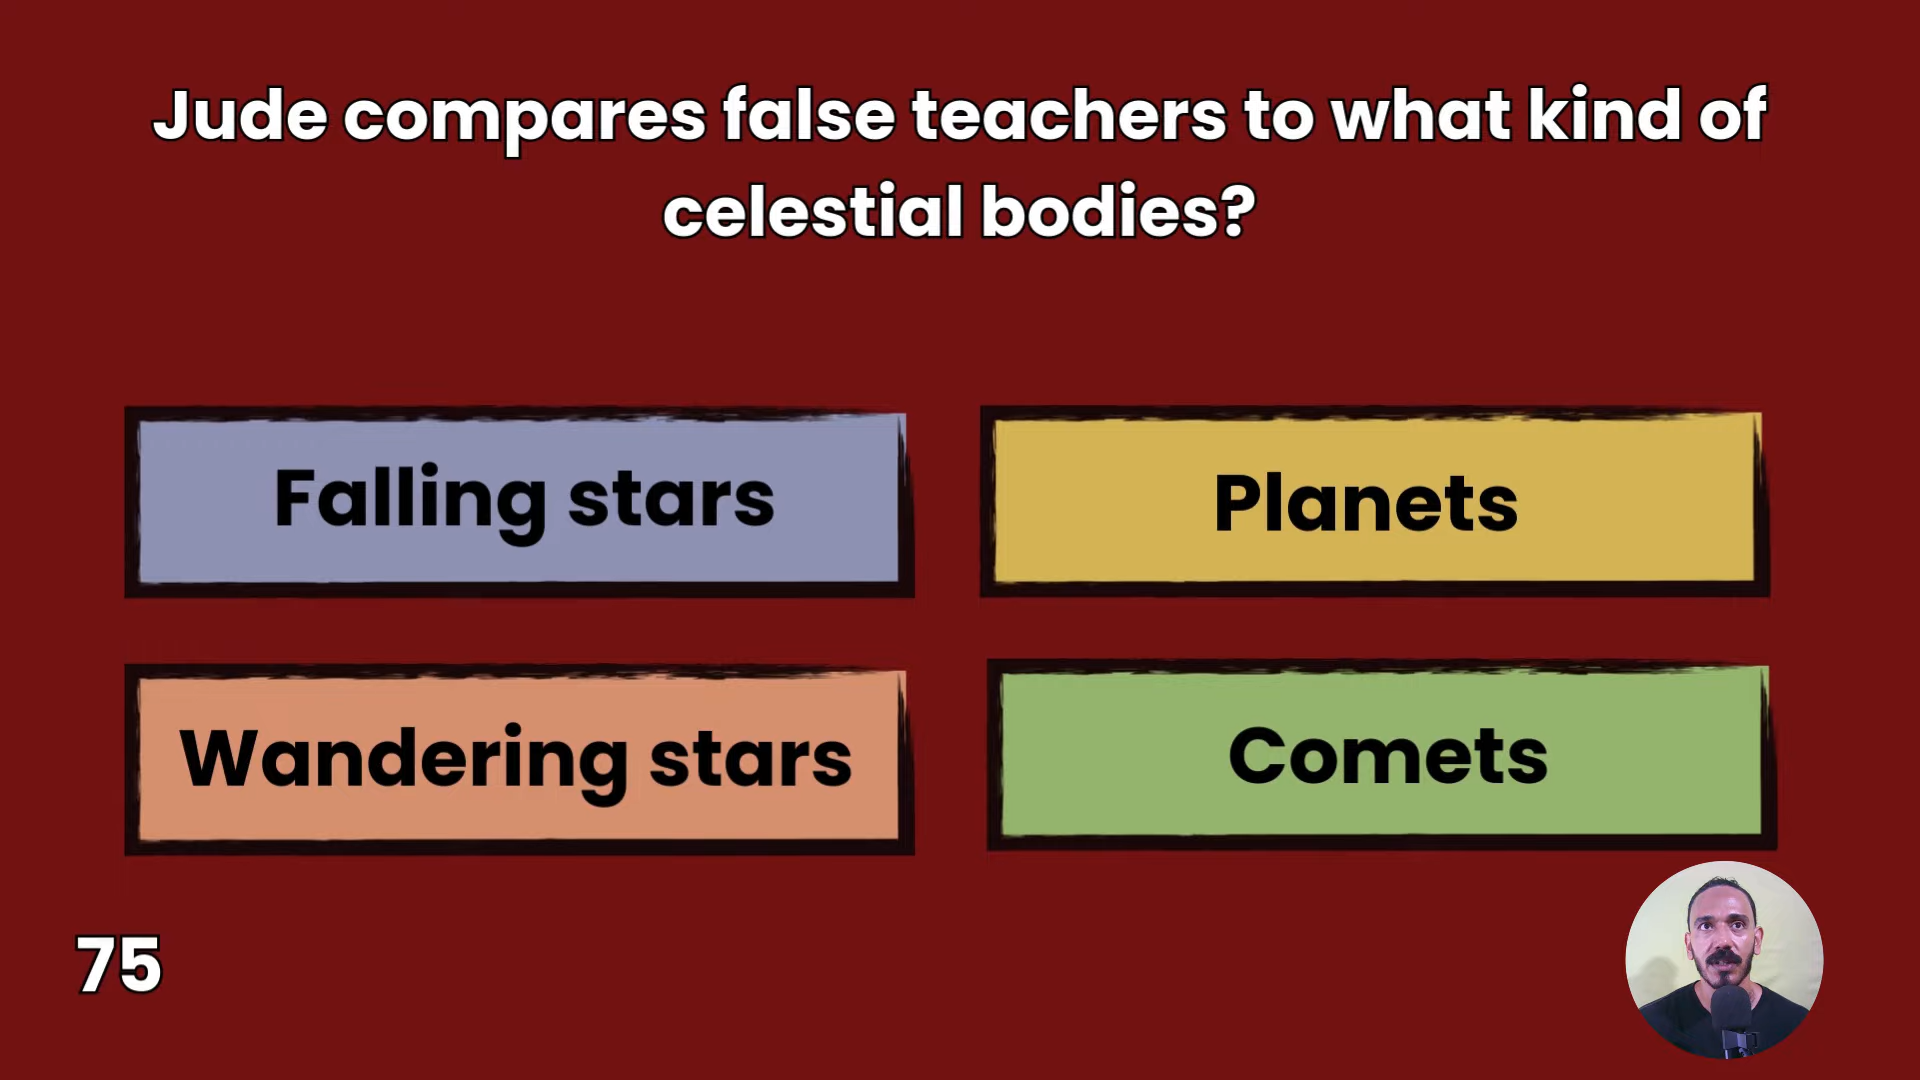 Jude compares false teachers to what kind of
celestial bodies?
Falling stars
Planets
Wandering stars
Comets
75